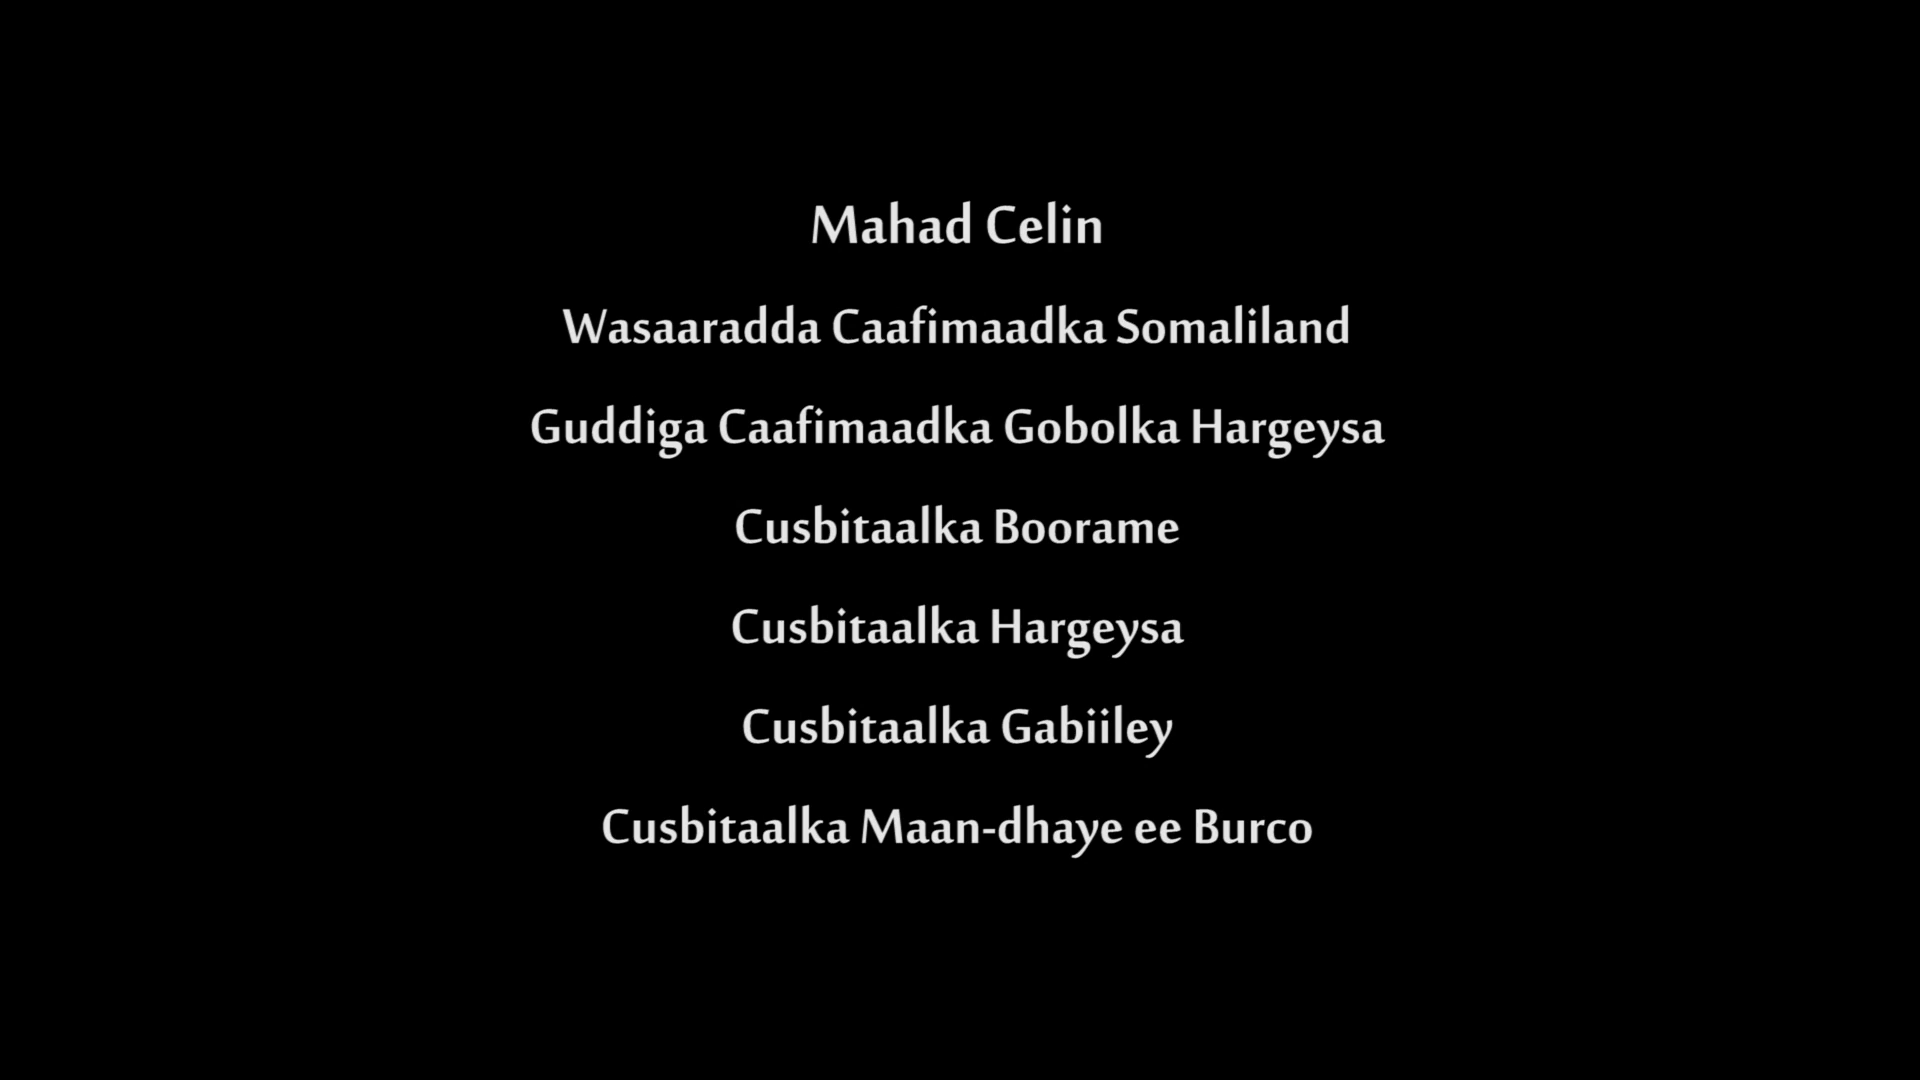 Mahad Celin
Wasaaradda Caafimaadka Somaliland
Guddiga Caafimaadka Gobolka Hargeysa
Cusbitaalka Boorame
Cusbitaalka Hargeysa
Cusbitaalka Gabiiley
Cusbitaalka Maan-dhaye ee Burco